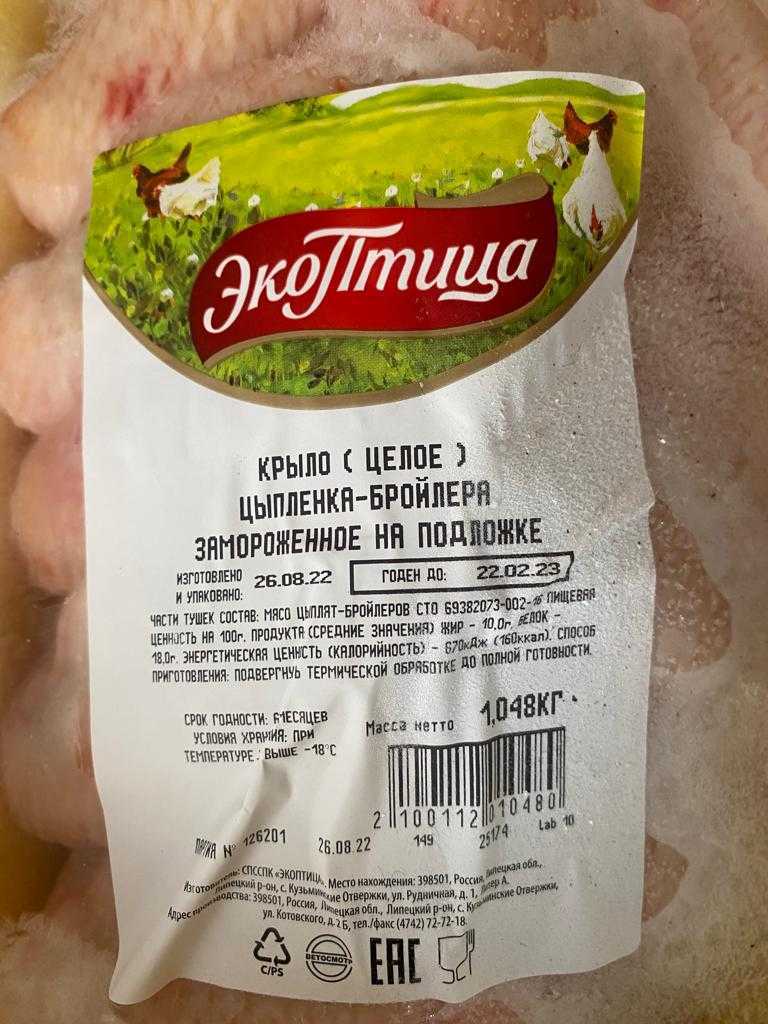 ЭкоПтица
КРЫЛО ( ЦЕЛОЕ )
ЦЫПЛЕНКА-БРОЙЛЕРА
ЗАМОРОЖЕННОЕ НА ПОДЛОЖКЕ
ИЗГОТОВЛЕНО
И УПАКОВАНО: 26.08.22 ГОДЕН ДО: 22.02.23
ЧАСТИ ТУШЕК СОСТАВ: МЯСО ЦЫПЛЯТ-БРОЙЛЕРОВ СТО 69382073-002-16 ПИЩЕВАЯ
ЦЕННОСТЬ НА 100г. ПРОДУКТА (СРЕДНИЕ ЗНАЧЕНИЯ) ЖИР - 10,0г, БЕЛОК -
18,0г. ЭНЕРГЕТИЧЕСКАЯ ЦЕННСТЬ (КАЛОРИЙНОСТЬ) - 670кДж (160ккал). СПОСОБ
ПРИГОТОВЛЕНИЯ: ПОДВЕРГНУЬ ТЕРМИЧЕСКОЙ ОБРАБОТКЕ ДО ПОЛНОЙ ГОТОВНОСТИ.
СРОК ГОДНОСТИ: 6МЕСЯЦЕВ
УСЛОВИЯ ПРИ
ТЕМПЕРАТУРЕ ВЫШЕ -18°C
Масса нетто 1,048КГ
2 100112 010480
ПАРТИЯ № 126201 26.08.22 149 25174 Lab 10
Изготовитель: СПССПК «ЭКОПТИЦА». Место нахождения: 398501, Россия, Липецкая обл.,
Липецкий р-он, с. Кузьминские Отвержки, ул. Рудничная, д. 1, Литер А.
Адрес производства: 398501, Россия, Липецкая обл., Липецкий р-он, с. Кузьминские Отвержки,
ул. Котовского, д. 2 Б, тел./факс (4742) 72-72-18.
C/PS ВЕТОСМОТР ЕАС